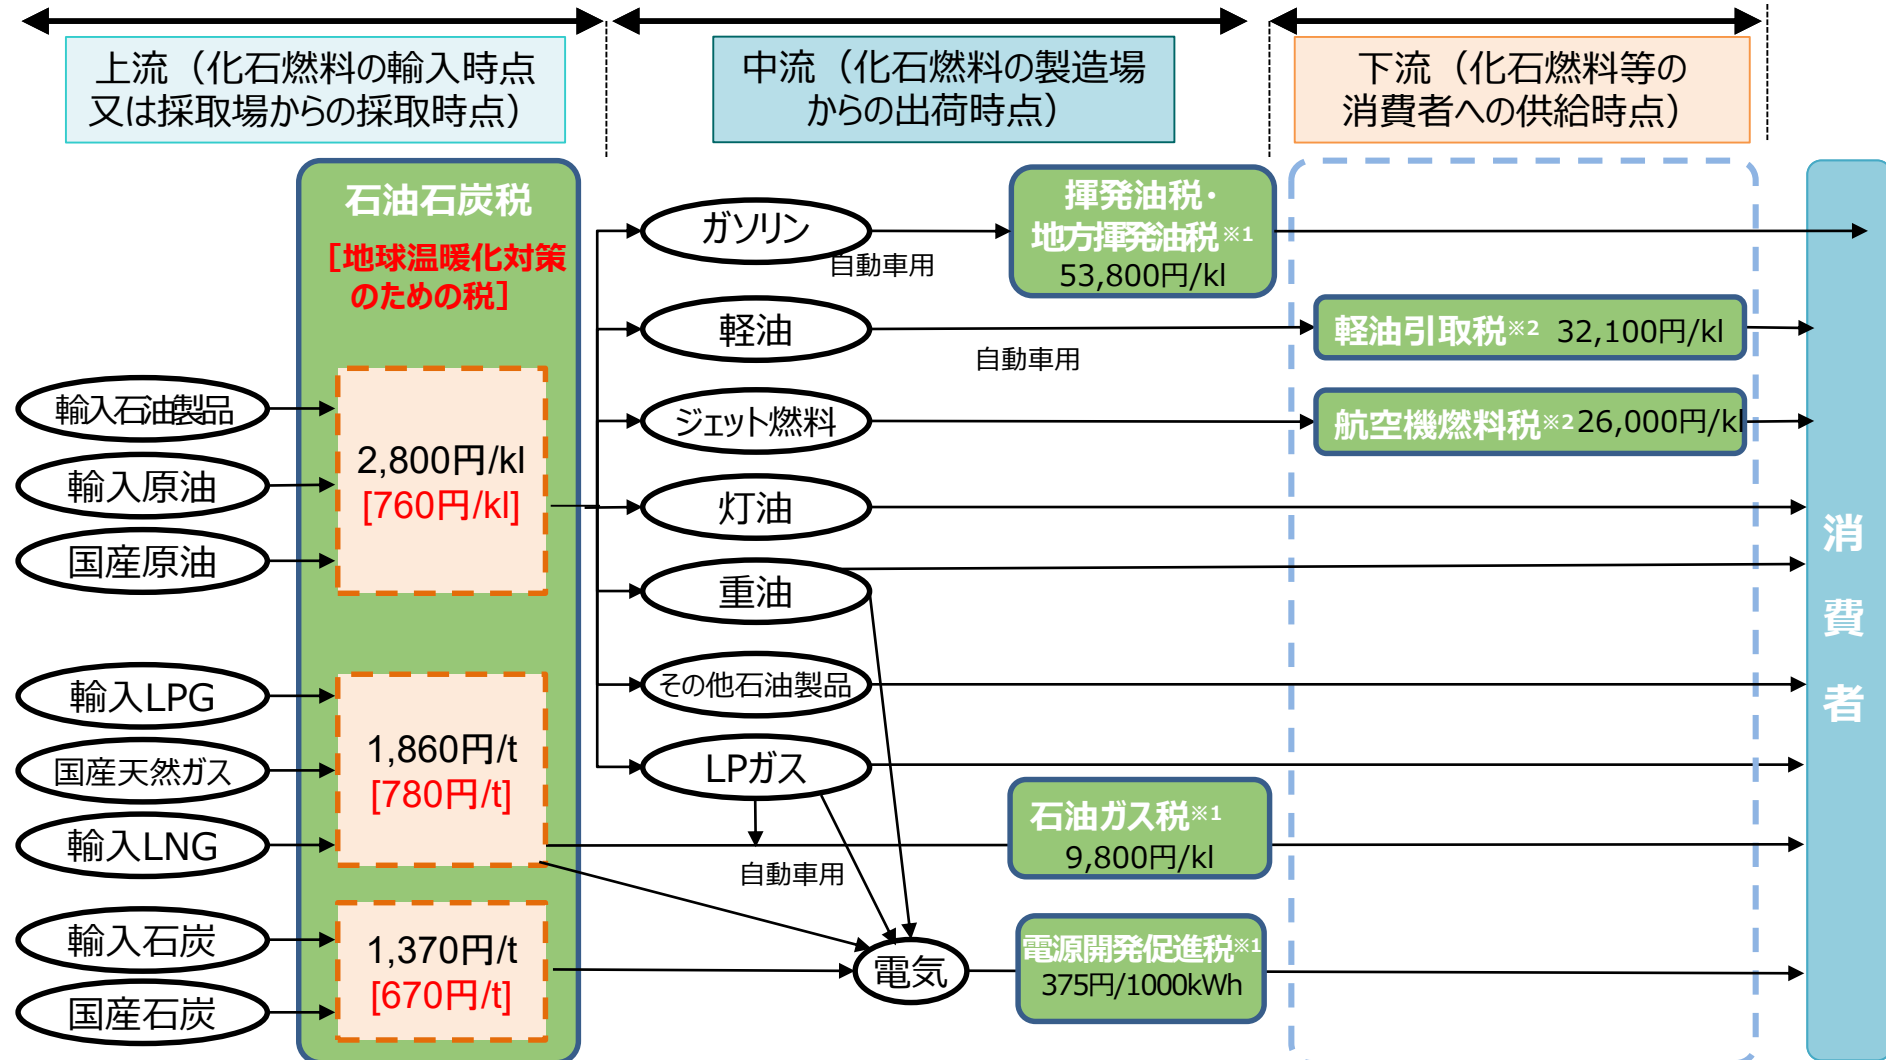 上流（化石燃料の輸入時点
又は採取場からの採取時点）
中流（化石燃料の製造場
からの出荷時点）
下流（化石燃料等の
消費者への供給時点）
石油石炭税
［地球温暖化対策
のための税］
輸入石油製品
輸入原油
国産原油
2,800円/kl
[760円/kl]
輸入LPG
国産天然ガス
輸入LNG
1,860円/t
[780円/t]
輸入石炭
国産石炭
1,370円/t
[670円/t]
ガソリン
自動車用
揮発油税・
地方揮発油税※1
53,800円/kl
軽油
自動車用
軽油引取税※2 32,100円/kl
ジェット燃料
航空機燃料税※2 26,000円/kl
灯油
重油
その他石油製品
LPガス
自動車用
石油ガス税※1
9,800円/kl
電気
電源開発促進税※1
375円/1000kWh
消
費
者